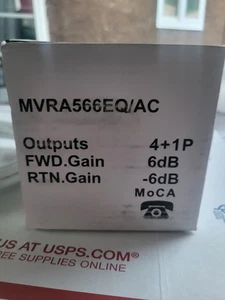 MVRA566EQ/AC
Outputs 4+1P
FWD.Gain 6dB
RTN.Gain -6dB
MoCA
US AT USPS.COM®
EE SUPPLIES ONLINE